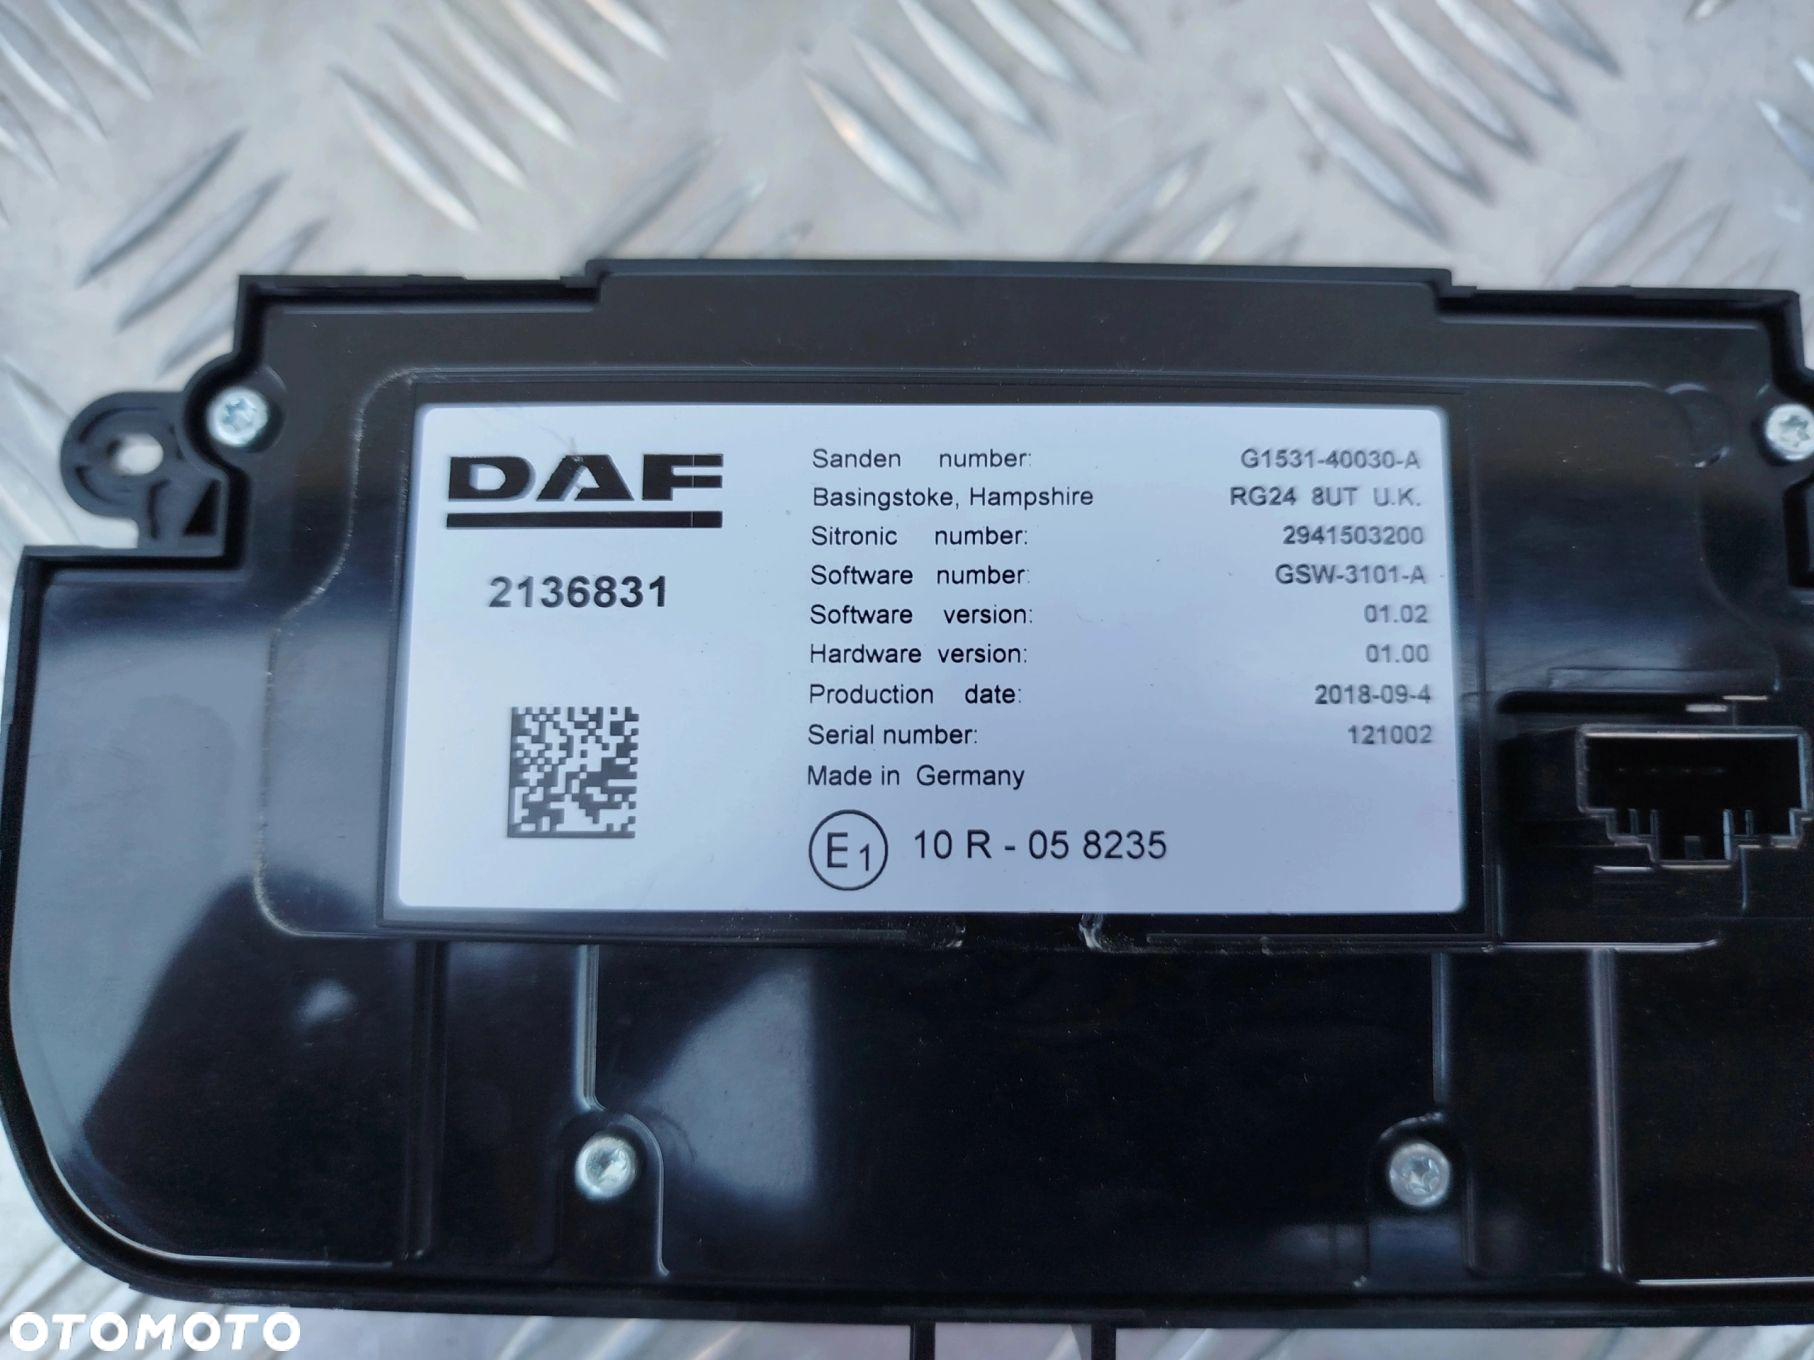 DAF
2136831
Sanden number: G1531-40030-A
Basingstoke, Hampshire RG24 8UT U.K.
Sitronic number: 2941503200
Software number: GSW-3101-A
Software version: 01.02
Hardware version: 01.00
Production date: 2018-09-4
Serial number: 121002
Made in Germany
E1 10 R - 05 8235
OTOMOTO